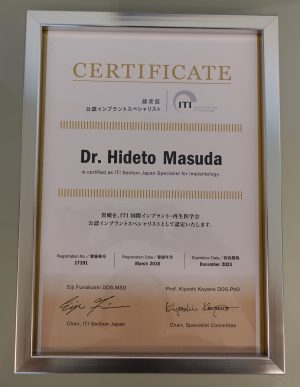 CERTIFICATE
認定証
公認インプラントスペシャリスト
ITI
Dr. Hideto Masuda
is certified as ITI Section Japan Specialist for Implantology.
貴殿を、ITI 国際インプラント・再生医学会
公認インプラントスペシャリストとして認定いたします。
Registration No./登録番号
17101
Registration Date/登録年月
March 2018
Expiration Date/有効期限
December 2023
Eiji Funakoshi DDS,MSD
Chair, ITI Section Japan
Prof. Kiyoshi Koyano DDS,PhD
Chair, Specialist Committee